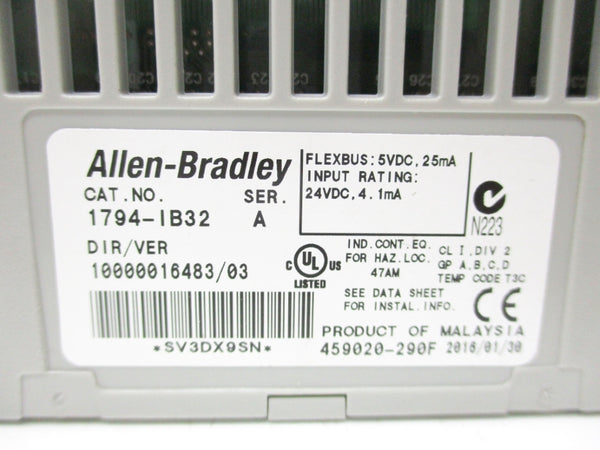 Allen-Bradley
FLEXBUS: 5VDC, 25mA
INPUT RATING:
24VDC, 4.1mA
CAT. NO. SER.
1794-IB32 A
N223
DIR/VER
10000016483/03
C UL US
LISTED
IND. CONT. EQ.
FOR HAZ. LOC.
47AM
CL I, DIV 2
GP A, B, C, D
TEMP CODE T3C
SEE DATA SHEET
FOR INSTAL. INFO.
CE
*SV3DX9SN*
PRODUCT OF MALAYSIA
459020-290F 2016/01/30